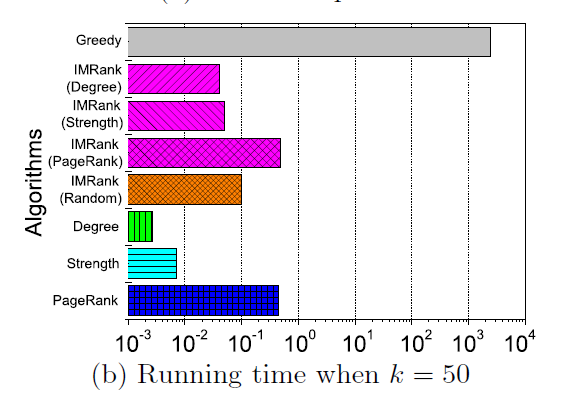 Greedy
IMRank
(Degree)
IMRank
(Strength)
IMRank
(PageRank)
IMRank
(Random)
Degree
Strength
PageRank
Algorithms
10^-3 10^-2 10^-1 10^0 10^1 10^2 10^3 10^4
(b) Running time when k = 50